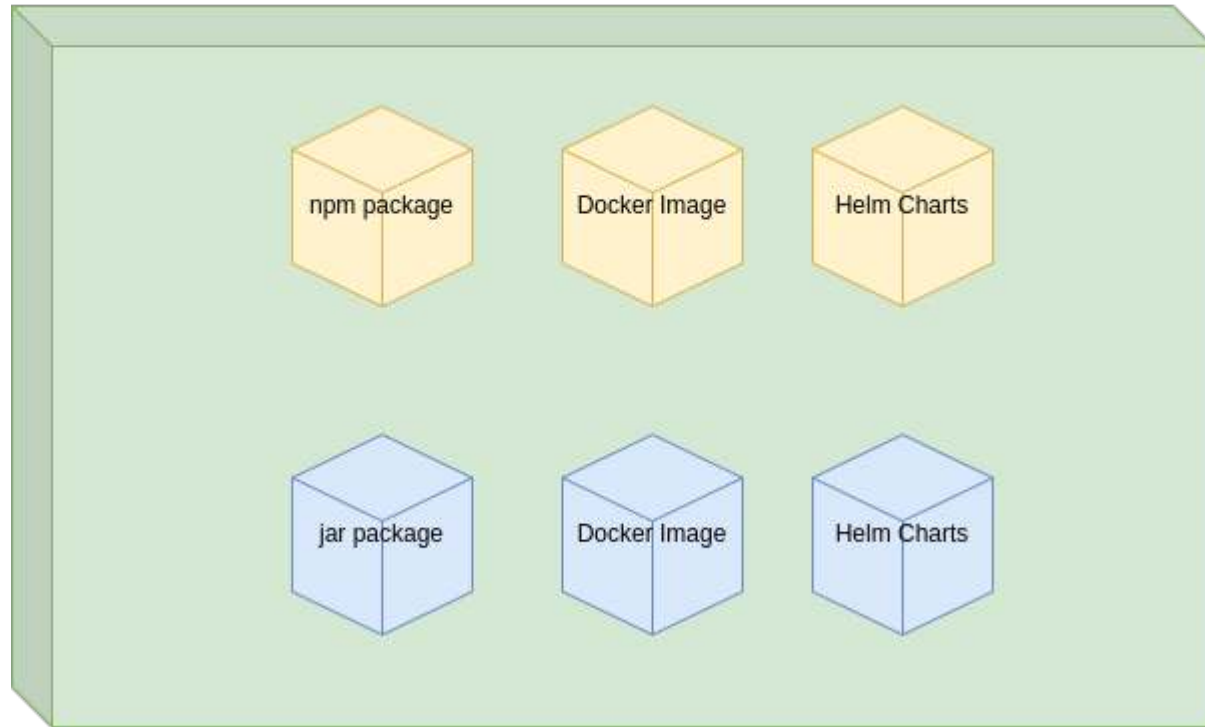 npm package
Docker Image
Helm Charts
jar package
Docker Image
Helm Charts